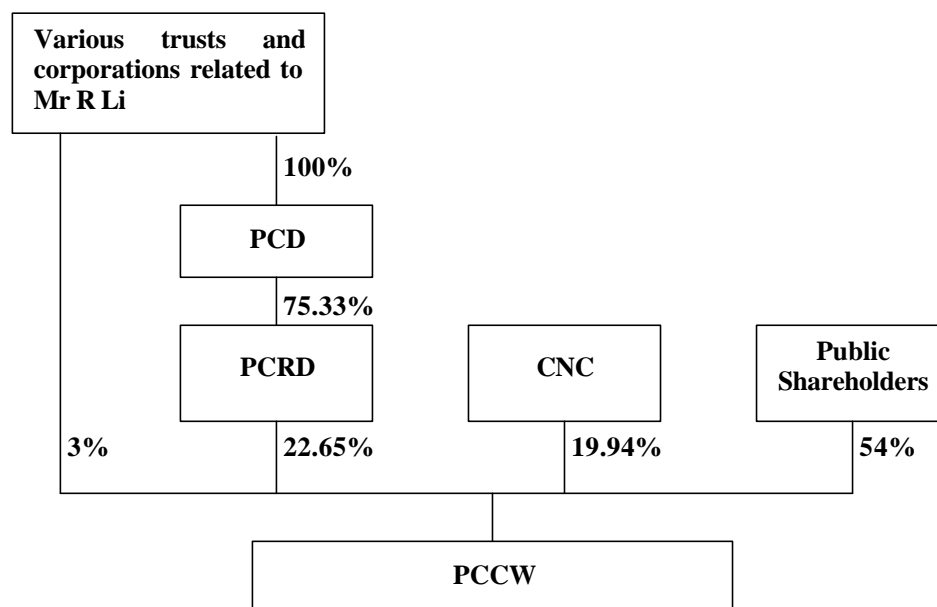 Various trusts and
corporations related to
Mr R Li
100%
PCD
75.33%
PCRD
CNC
Public
Shareholders
3%
22.65%
19.94%
54%
PCCW